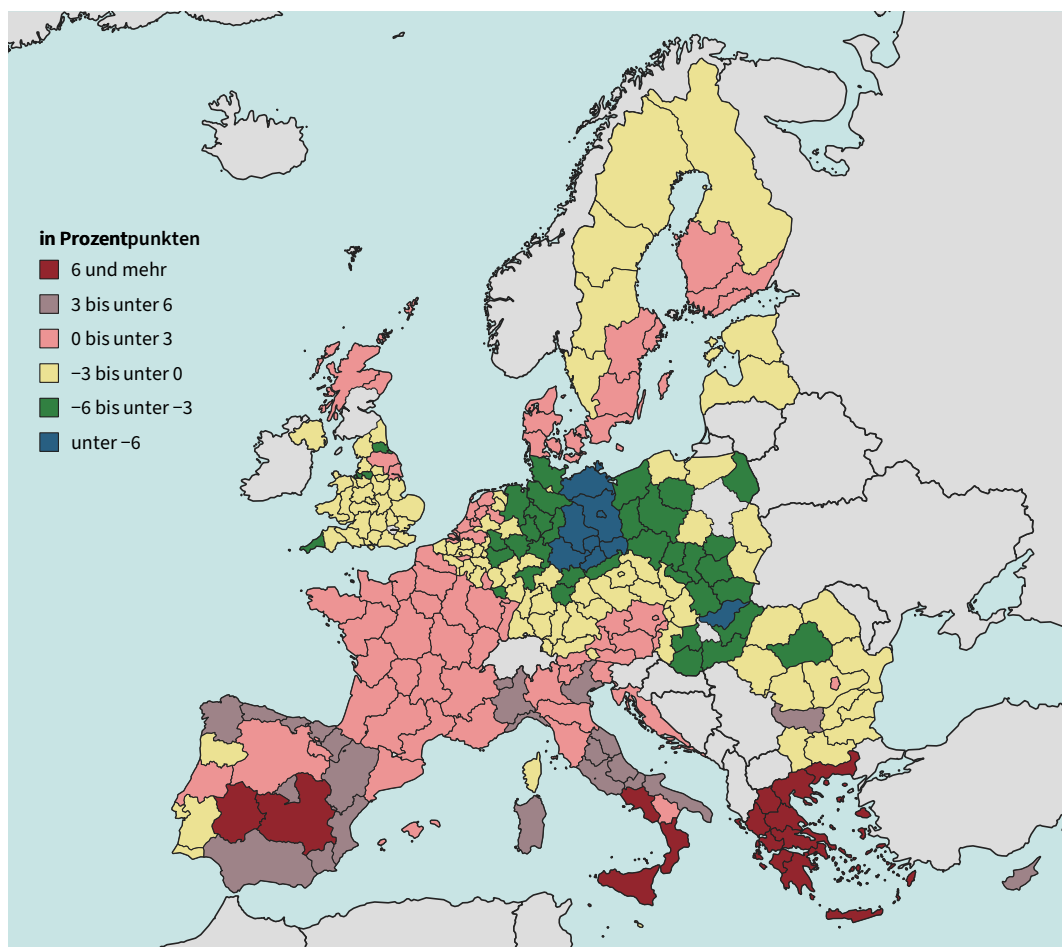 in Prozentpunkten
6 und mehr
3 bis unter 6
0 bis unter 3
−3 bis unter 0
−6 bis unter −3
unter −6